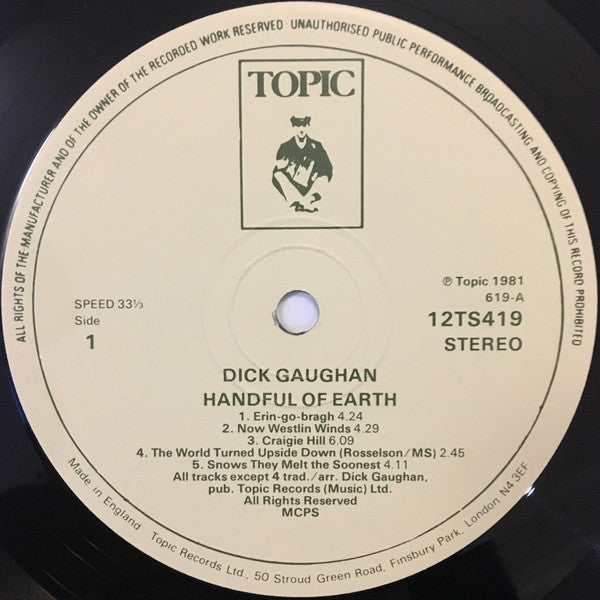 ALL RIGHTS OF THE MANUFACTURER AND OF THE OWNER OF THE RECORDED WORK RESERVED · UNAUTHORISED PUBLIC PERFORMANCE BROADCASTING AND COPYING OF THIS RECORD PROHIBITED
TOPIC
SPEED 33⅓
Side
1
℗ Topic 1981
619-A
12TS419
STEREO
DICK GAUGHAN
HANDFUL OF EARTH
1. Erin-go-bragh 4.24
2. Now Westlin Winds 4.29
3. Craigie Hill 6.09
4. The World Turned Upside Down (Rosselson/MS) 2.45
5. Snows They Melt the Soonest 4.11
All tracks except 4 trad./arr. Dick Gaughan,
pub. Topic Records (Music) Ltd.
All Rights Reserved
MCPS
Made in England Topic Records Ltd., 50 Stroud Green Road, Finsbury Park, London N4 3EF